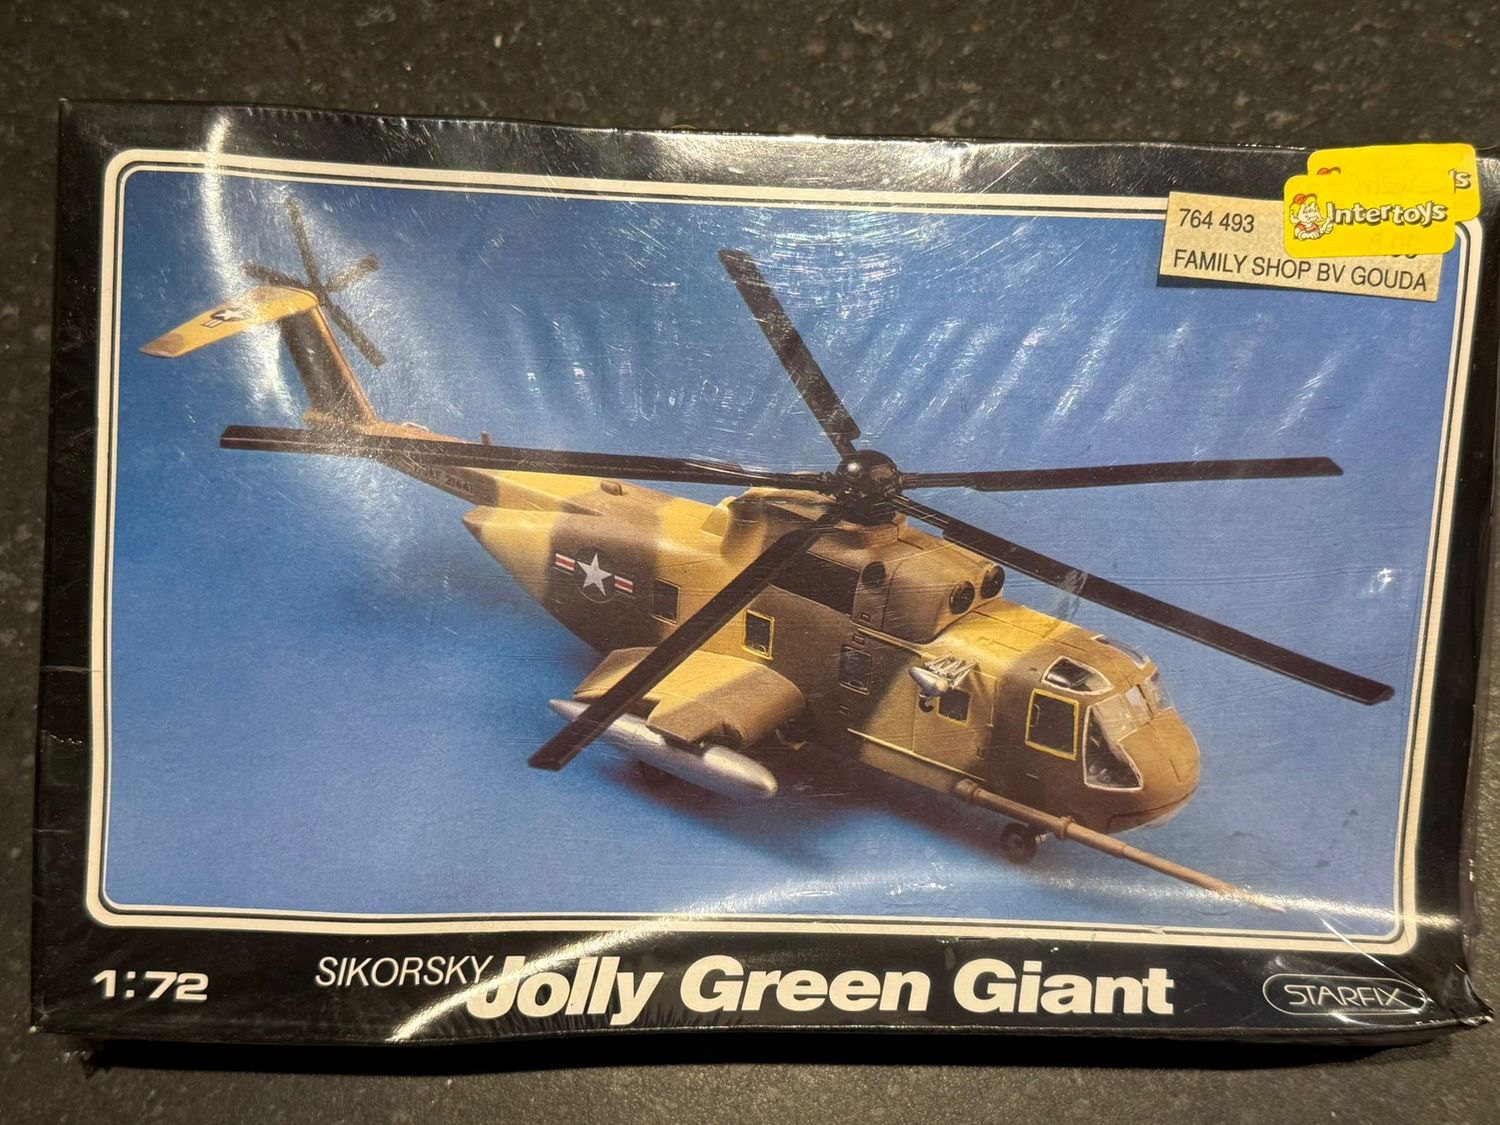 764 493
Intertoys
FAMILY SHOP BV GOUDA
1:72
SIKORSKY Jolly Green Giant
STARFIX